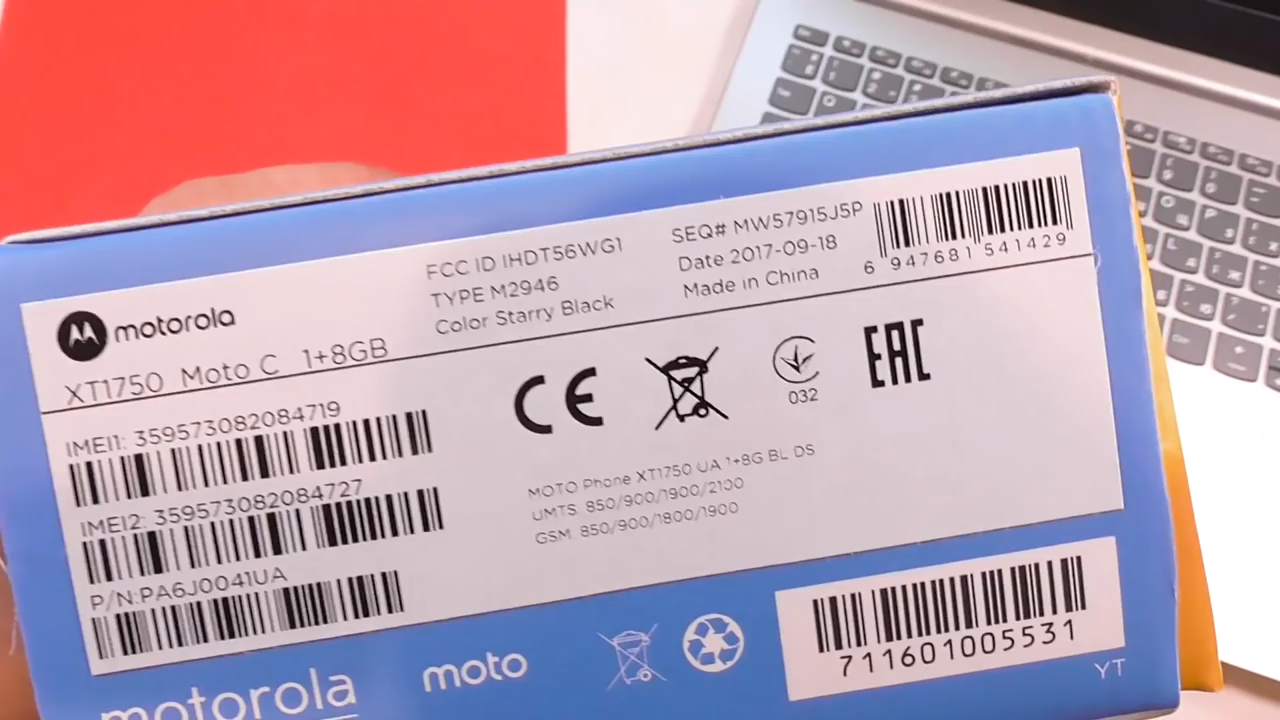 motorola
XT1750 Moto C 1+8GB
FCC ID IHDT56WG1
TYPE M2946
Color Starry Black
SEQ# MW57915J5P
Date 2017-09-18
Made in China
6 947681 541429
IMEI1: 359573082084719
IMEI2: 359573082084727
P/N:PA6J0041UA
CE
032
EAC
MOTO Phone XT1750 UA 1+8G BL DS
UMTS 850/900/1900/2100
GSM 850/900/1800/1900
motorola
moto
711601005531
YT